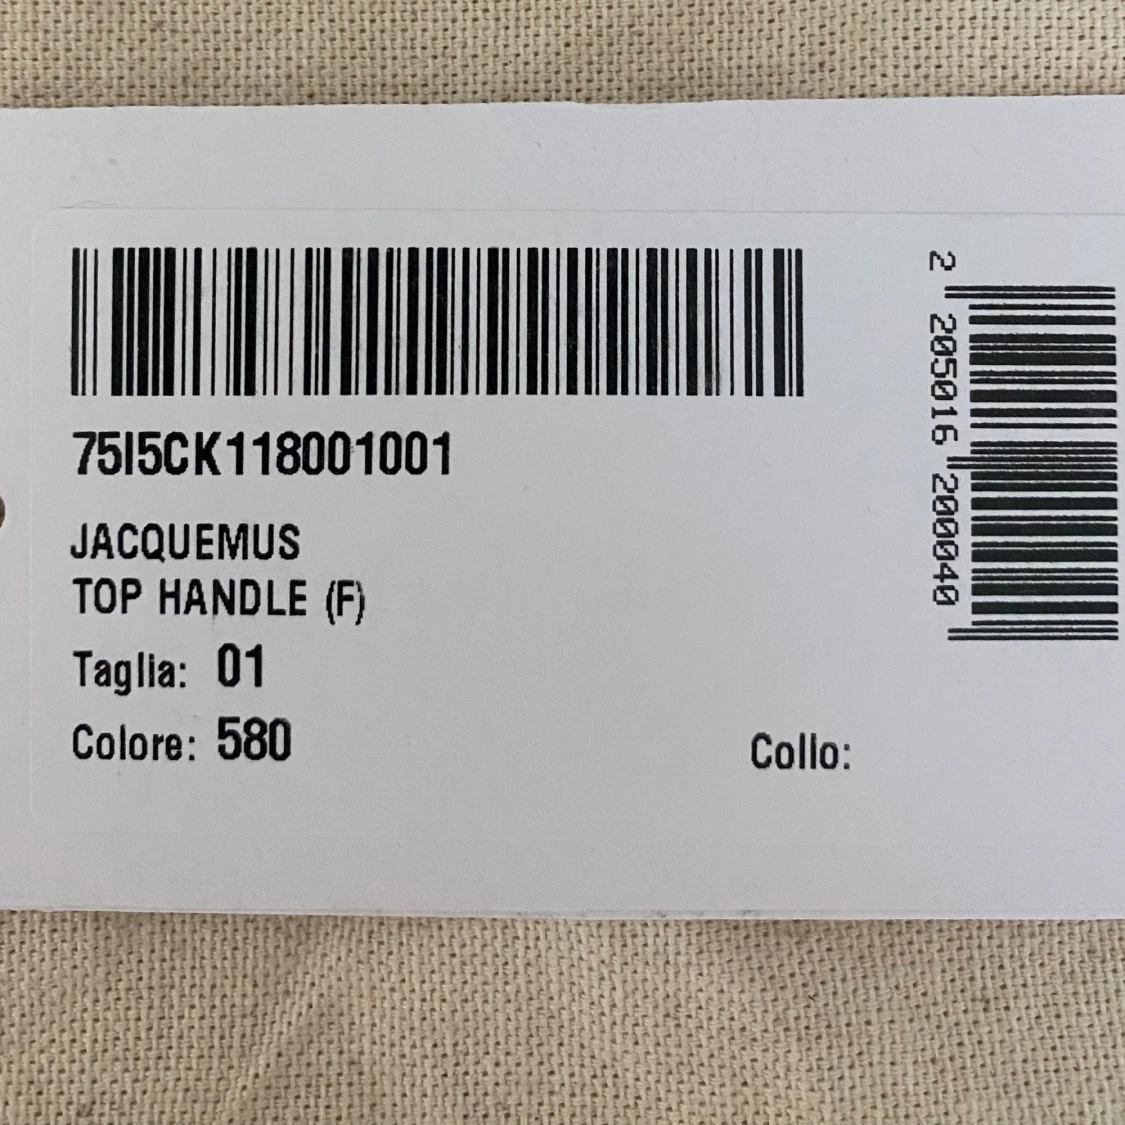 75I5CK118001001
JACQUEMUS
TOP HANDLE (F)
Taglia: 01
Colore: 580
Collo:
2 205016 200040